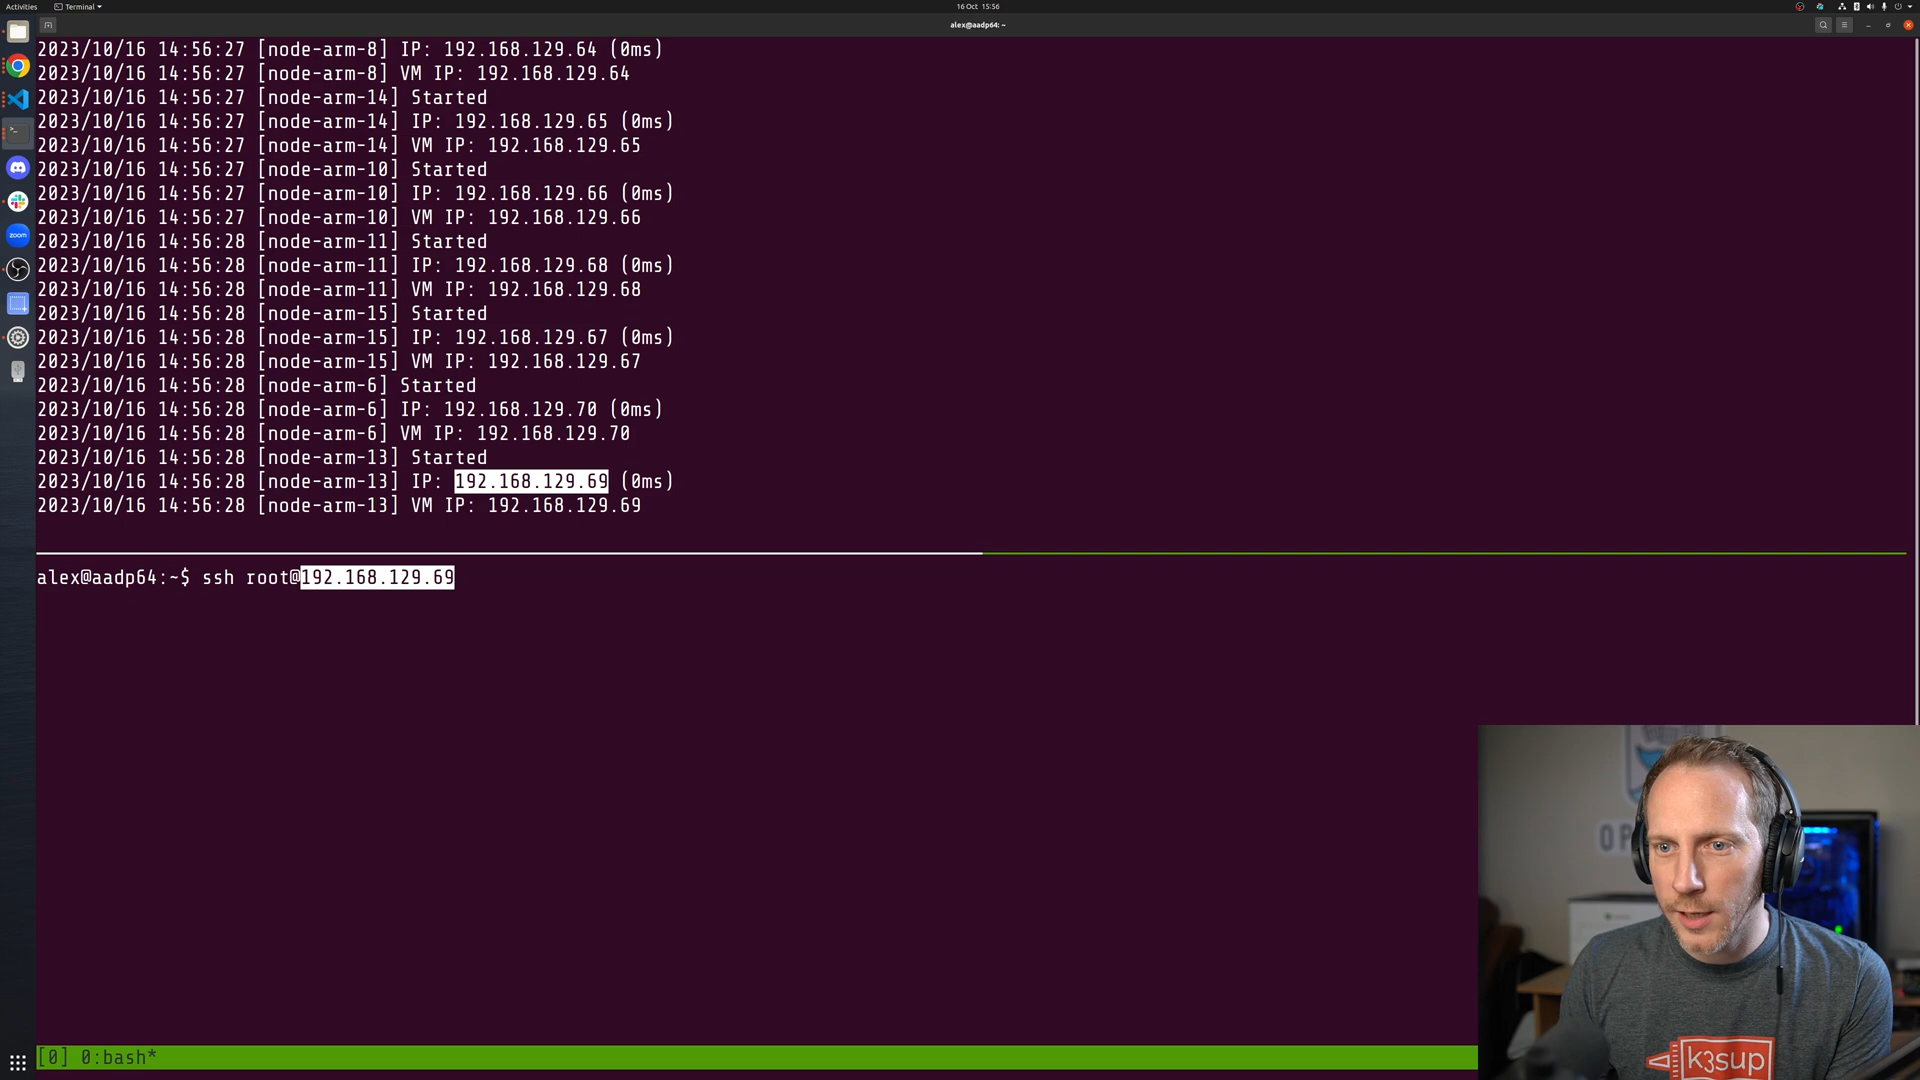 Activities
Terminal
16 Oct 15:56
alex@aadp64: ~
2023/10/16 14:56:27 [node-arm-8] IP: 192.168.129.64 (0ms)
2023/10/16 14:56:27 [node-arm-8] VM IP: 192.168.129.64
2023/10/16 14:56:27 [node-arm-14] Started
2023/10/16 14:56:27 [node-arm-14] IP: 192.168.129.65 (0ms)
2023/10/16 14:56:27 [node-arm-14] VM IP: 192.168.129.65
2023/10/16 14:56:27 [node-arm-10] Started
2023/10/16 14:56:27 [node-arm-10] IP: 192.168.129.66 (0ms)
2023/10/16 14:56:27 [node-arm-10] VM IP: 192.168.129.66
2023/10/16 14:56:28 [node-arm-11] Started
2023/10/16 14:56:28 [node-arm-11] IP: 192.168.129.68 (0ms)
2023/10/16 14:56:28 [node-arm-11] VM IP: 192.168.129.68
2023/10/16 14:56:28 [node-arm-15] Started
2023/10/16 14:56:28 [node-arm-15] IP: 192.168.129.67 (0ms)
2023/10/16 14:56:28 [node-arm-15] VM IP: 192.168.129.67
2023/10/16 14:56:28 [node-arm-6] Started
2023/10/16 14:56:28 [node-arm-6] IP: 192.168.129.70 (0ms)
2023/10/16 14:56:28 [node-arm-6] VM IP: 192.168.129.70
2023/10/16 14:56:28 [node-arm-13] Started
2023/10/16 14:56:28 [node-arm-13] IP: 192.168.129.69 (0ms)
2023/10/16 14:56:28 [node-arm-13] VM IP: 192.168.129.69
alex@aadp64:~$ ssh root@192.168.129.69
zoom
OP
k3sup
[0] 0:bash*